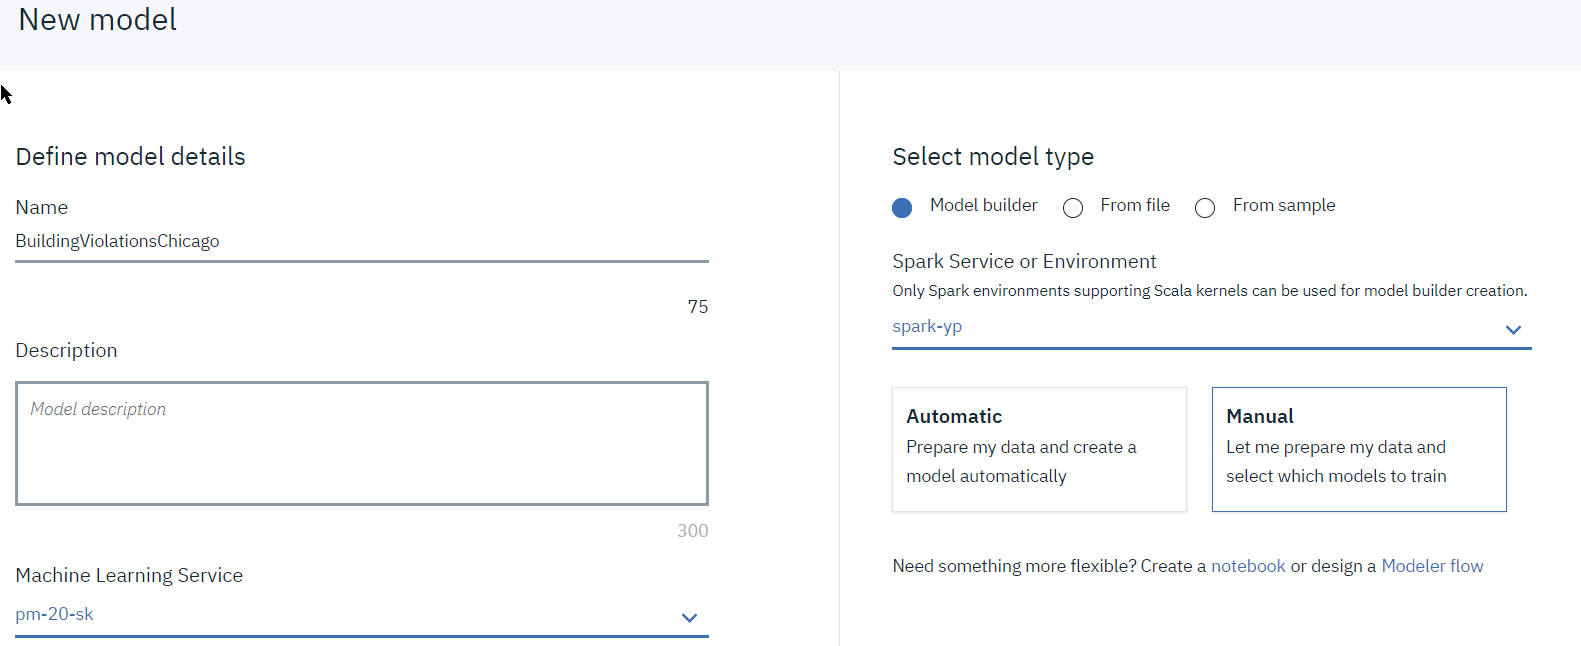 New model
Define model details
Name
BuildingViolationsChicago
75
Description
Model description
300
Machine Learning Service
pm-20-sk
Select model type
Model builder From file From sample
Spark Service or Environment
Only Spark environments supporting Scala kernels can be used for model builder creation.
spark-yp
Automatic
Prepare my data and create a
model automatically
Manual
Let me prepare my data and
select which models to train
Need something more flexible? Create a notebook or design a Modeler flow